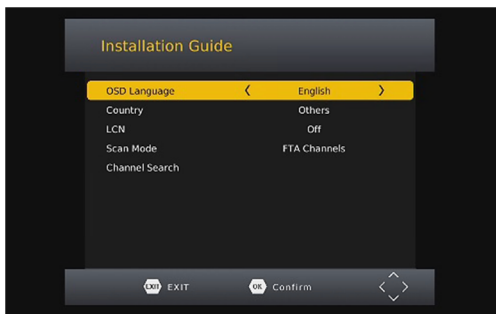 Installation Guide
OSD Language English
Country Others
LCN Off
Scan Mode FTA Channels
Channel Search
EXIT EXIT OK Confirm